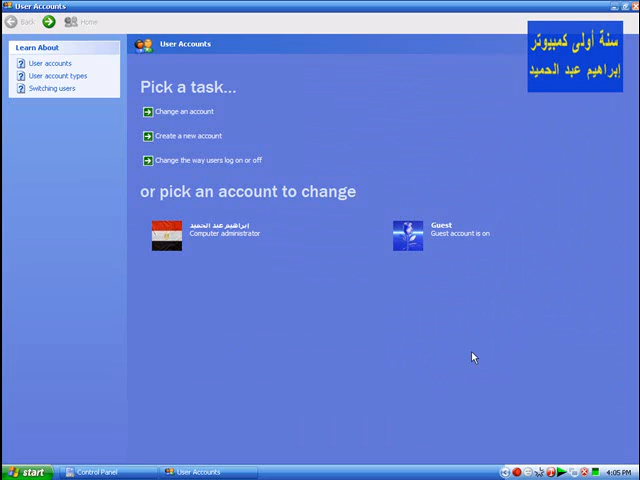 User Accounts
Back
Home
Learn About
User accounts
User account types
Switching users
User Accounts
سنة أولى كمبيوتر
إبراهيم عبد الحميد
Pick a task...
Change an account
Create a new account
Change the way users log on or off
or pick an account to change
إبراهيم عبد الحميد
Computer administrator
Guest
Guest account is on
start
Control Panel
User Accounts
4:05 PM